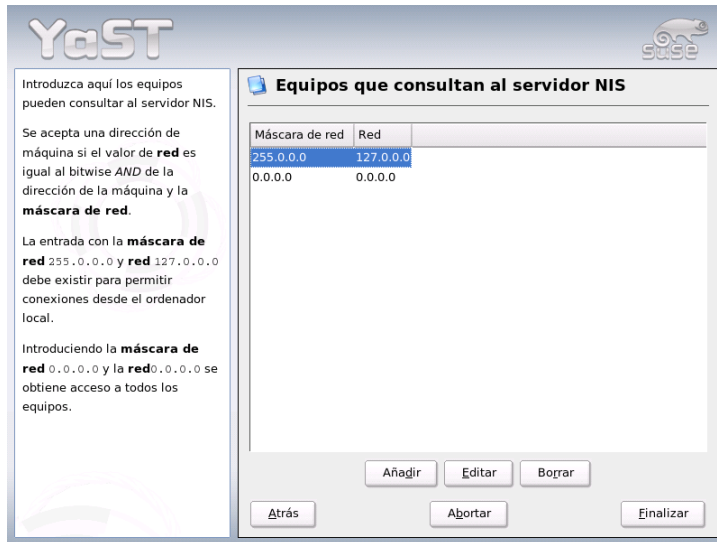 YaST
SUSE
Introduzca aquí los equipos
pueden consultar al servidor NIS.
Se acepta una dirección de
máquina si el valor de red es
igual al bitwise AND de la
dirección de la máquina y la
máscara de red.
La entrada con la máscara de
red 255.0.0.0 y red 127.0.0.0
debe existir para permitir
conexiones desde el ordenador
local.
Introduciendo la máscara de
red 0.0.0.0 y la red0.0.0.0 se
obtiene acceso a todos los
equipos.
Equipos que consultan al servidor NIS
Máscara de red Red
255.0.0.0 127.0.0.0
0.0.0.0 0.0.0.0
Añadir Editar Borrar
Atrás Abortar Finalizar